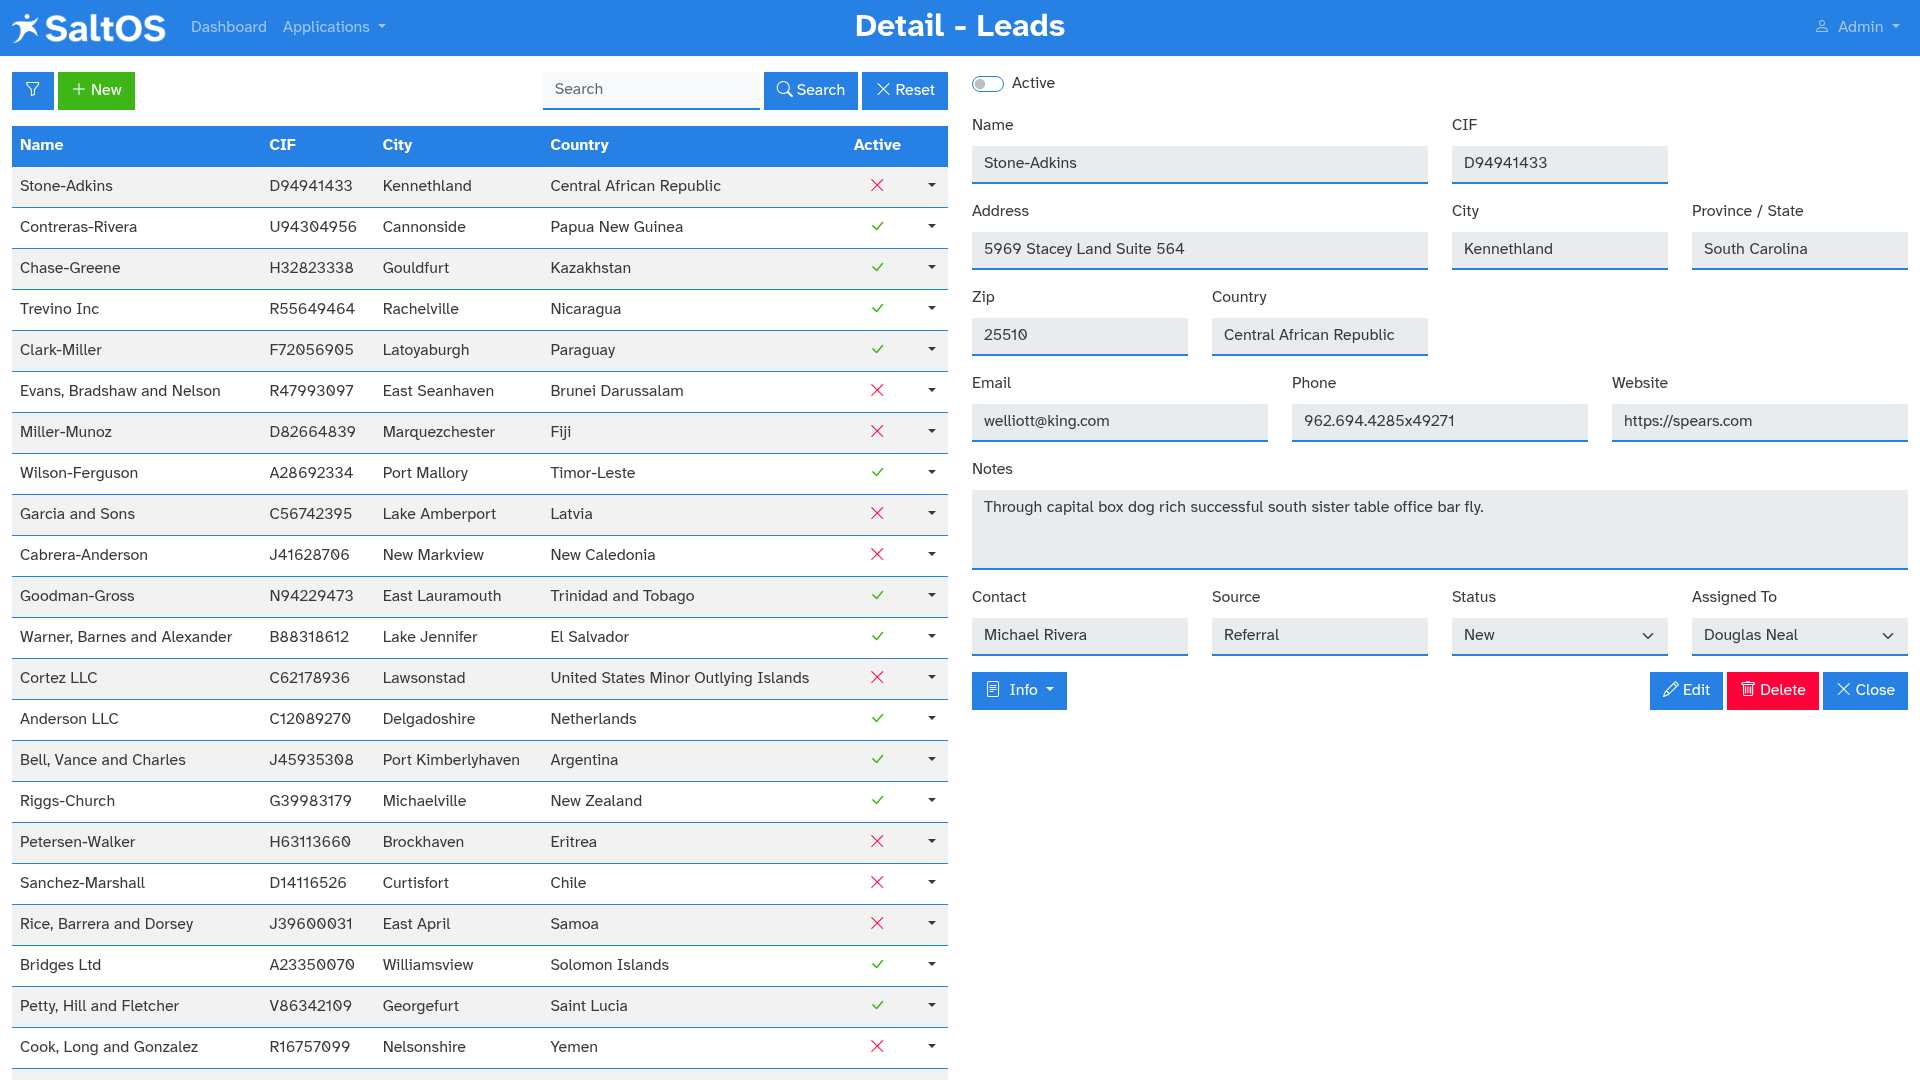 SaltOS Dashboard Applications Detail - Leads Admin
New Search Search Reset
Name CIF City Country Active
Stone-Adkins D94941433 Kennethland Central African Republic
Contreras-Rivera U94304956 Cannonside Papua New Guinea
Chase-Greene H32823338 Gouldfurt Kazakhstan
Trevino Inc R55649464 Rachelville Nicaragua
Clark-Miller F72056905 Latoyaburgh Paraguay
Evans, Bradshaw and Nelson R47993097 East Seanhaven Brunei Darussalam
Miller-Munoz D82664839 Marquezchester Fiji
Wilson-Ferguson A28692334 Port Mallory Timor-Leste
Garcia and Sons C56742395 Lake Amberport Latvia
Cabrera-Anderson J41628706 New Markview New Caledonia
Goodman-Gross N94229473 East Lauramouth Trinidad and Tobago
Warner, Barnes and Alexander B88318612 Lake Jennifer El Salvador
Cortez LLC C62178936 Lawsonstad United States Minor Outlying Islands
Anderson LLC C12089270 Delgadoshire Netherlands
Bell, Vance and Charles J45935308 Port Kimberlyhaven Argentina
Riggs-Church G39983179 Michaelville New Zealand
Petersen-Walker H63113660 Brockhaven Eritrea
Sanchez-Marshall D14116526 Curtisfort Chile
Rice, Barrera and Dorsey J39600031 East April Samoa
Bridges Ltd A23350070 Williamsview Solomon Islands
Petty, Hill and Fletcher V86342109 Georgefurt Saint Lucia
Cook, Long and Gonzalez R16757099 Nelsonshire Yemen
Active
Name CIF
Stone-Adkins D94941433
Address City Province / State
5969 Stacey Land Suite 564 Kennethland South Carolina
Zip Country
25510 Central African Republic
Email Phone Website
welliott@king.com 962.694.4285x49271 https://spears.com
Notes
Through capital box dog rich successful south sister table office bar fly.
Contact Source Status Assigned To
Michael Rivera Referral New Douglas Neal
Info Edit Delete Close